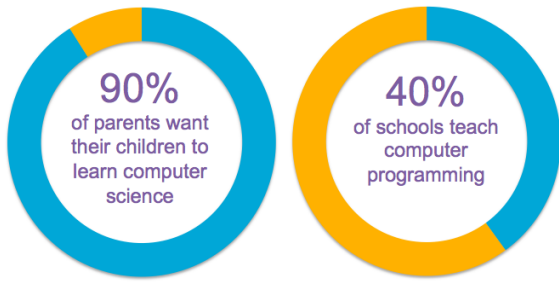 90%
of parents want
their children to
learn computer
science
40%
of schools teach
computer
programming